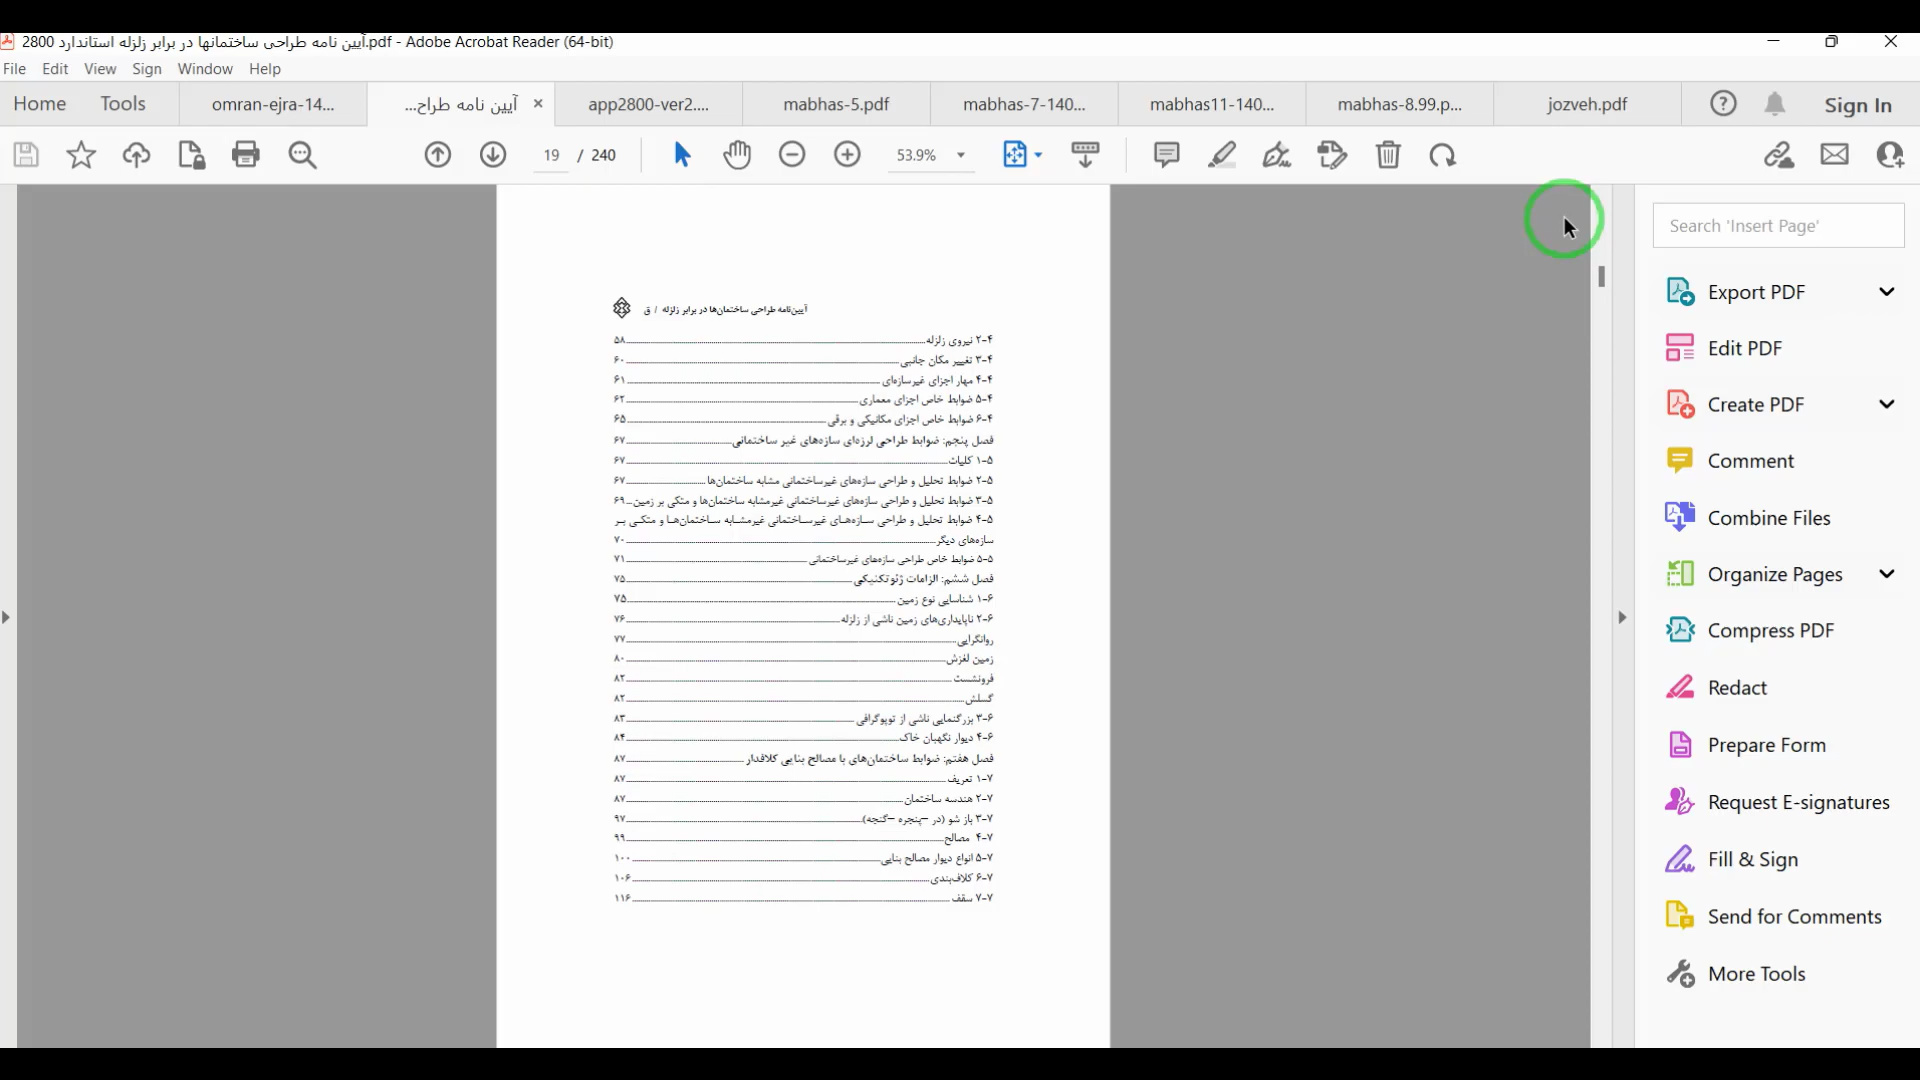 آیین نامه طراحی ساختمانها در برابر زلزله استاندارد 2800.pdf - Adobe Acrobat Reader (64-bit)
File Edit View Sign Window Help
Home Tools omran-ejra-14... آیین نامه طراح... app2800-ver2.... mabhas-5.pdf mabhas-7-140... mabhas11-140... mabhas-8.99.p... jozveh.pdf Sign In
19 / 240 53.9%
Search 'Insert Page'
Export PDF
Edit PDF
Create PDF
Comment
Combine Files
Organize Pages
Compress PDF
Redact
Prepare Form
Request E-signatures
Fill & Sign
Send for Comments
More Tools
آیین‌نامه طراحی ساختمان‌ها در برابر زلزله / ق
۴-۲ نیروی زلزله ۵۸
۴-۳ تغییر مکان جانبی ۶۰
۴-۴ مهار اجزای غیرسازه‌ای ۶۱
۴-۵ ضوابط خاص اجزای معماری ۶۲
۴-۶ ضوابط خاص اجزای مکانیکی و برقی ۶۵
فصل پنجم: ضوابط طراحی لرزه‌ای سازه‌های غیر ساختمانی ۶۷
۵-۱ کلیات ۶۷
۵-۲ ضوابط تحلیل و طراحی سازه‌های غیرساختمانی مشابه ساختمان‌ها ۶۷
۵-۳ ضوابط تحلیل و طراحی سازه‌های غیرساختمانی غیرمشابه ساختمان‌ها و متکی بر زمین ۶۹
۵-۴ ضوابط تحلیل و طراحی سازه‌های غیرساختمانی غیرمشابه ساختمان‌ها و متکی بر
سازه‌های دیگر ۷۰
۵-۵ ضوابط خاص طراحی سازه‌های غیرساختمانی ۷۱
فصل ششم: الزامات ژئوتکنیکی ۷۵
۶-۱ شناسایی نوع زمین ۷۵
۶-۲ ناپایداری‌های زمین ناشی از زلزله ۷۶
روانگرایی ۷۷
زمین لغزش ۸۰
فرونشست ۸۲
گسلش ۸۲
۶-۳ بزرگنمایی ناشی از توپوگرافی ۸۳
۶-۴ دیوار نگهبان خاک ۸۴
فصل هفتم: ضوابط ساختمان‌های با مصالح بنایی کلافدار ۸۷
۷-۱ تعریف ۸۷
۷-۲ هندسه ساختمان ۸۷
۷-۳ باز شو (در –پنجره –گنجه) ۹۷
۷-۴ مصالح ۹۹
۷-۵ انواع دیوار مصالح بنایی ۱۰۰
۷-۶ کلاف‌بندی ۱۰۶
۷-۷ سقف ۱۱۶